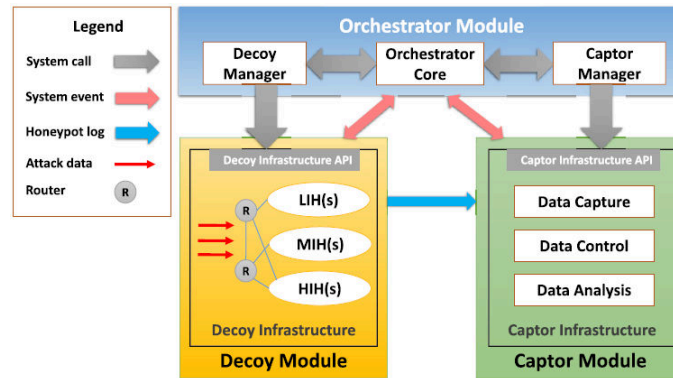 Legend
System call
System event
Honeypot log
Attack data
Router
R
Orchestrator Module
Decoy
Manager
Orchestrator
Core
Captor
Manager
Decoy Infrastructure API
LIH(s)
MIH(s)
HIH(s)
R
R
Decoy Infrastructure
Decoy Module
Captor Infrastructure API
Data Capture
Data Control
Data Analysis
Captor Infrastructure
Captor Module